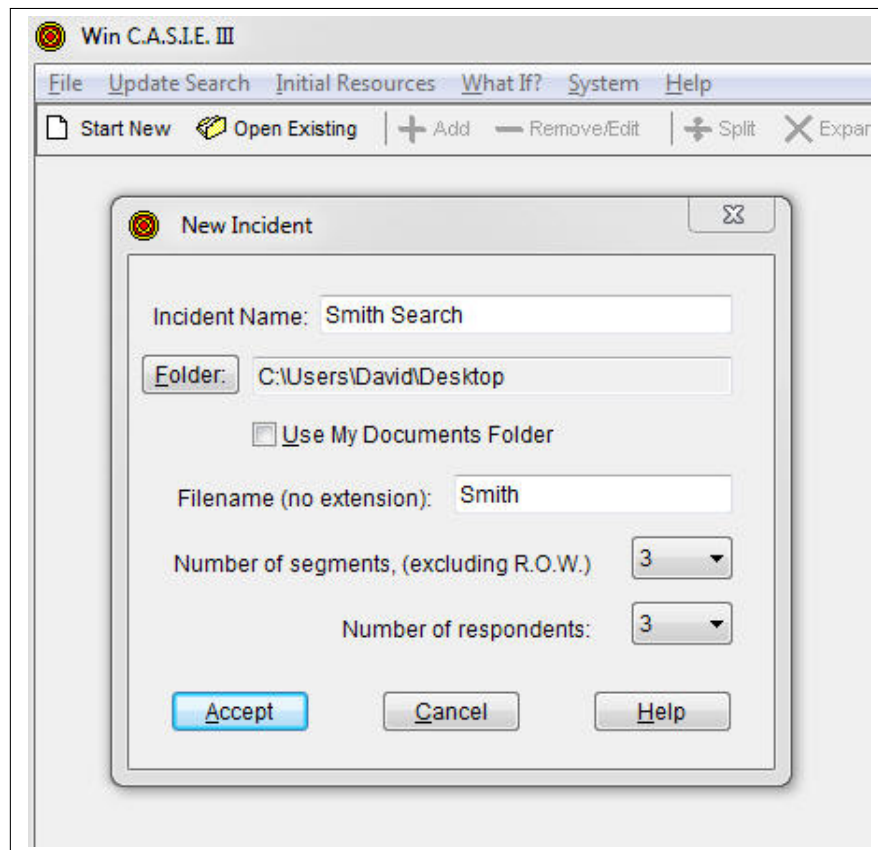 Win C.A.S.I.E. III
File Update Search Initial Resources What If? System Help
Start New Open Existing Add Remove/Edit Split Expan
New Incident
Incident Name: Smith Search
Folder: C:\Users\David\Desktop
Use My Documents Folder
Filename (no extension): Smith
Number of segments, (excluding R.O.W.) 3
Number of respondents: 3
Accept Cancel Help